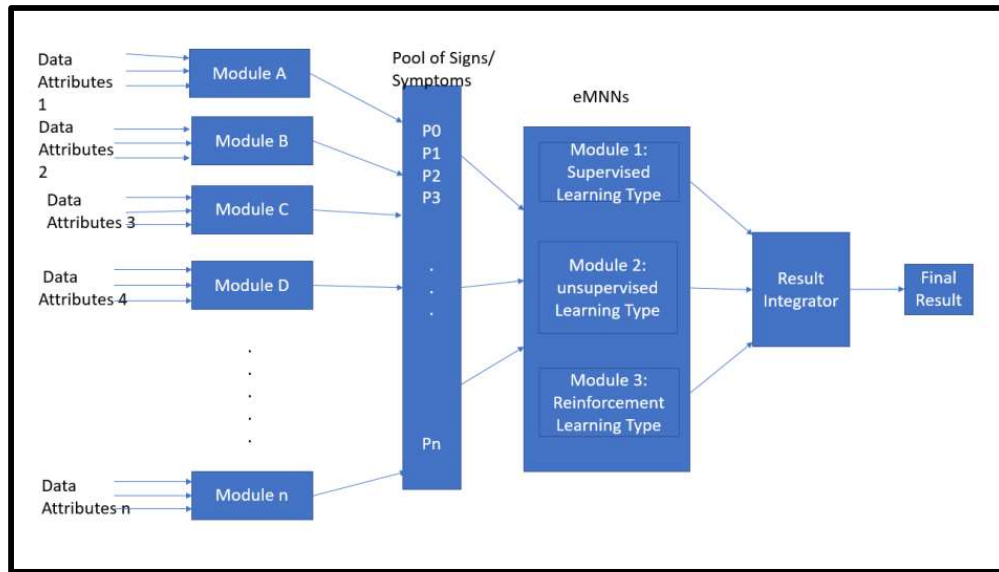 Data
Attributes
1
Module A
Data
Attributes
2
Module B
Data
Attributes 3
Module C
Data
Attributes 4
Module D
.
.
.
.
.
Data
Attributes n
Module n
Pool of Signs/
Symptoms
P0
P1
P2
P3
.
.
.
Pn
eMNNs
Module 1:
Supervised
Learning Type
Module 2:
unsupervised
Learning Type
Module 3:
Reinforcement
Learning Type
Result
Integrator
Final
Result